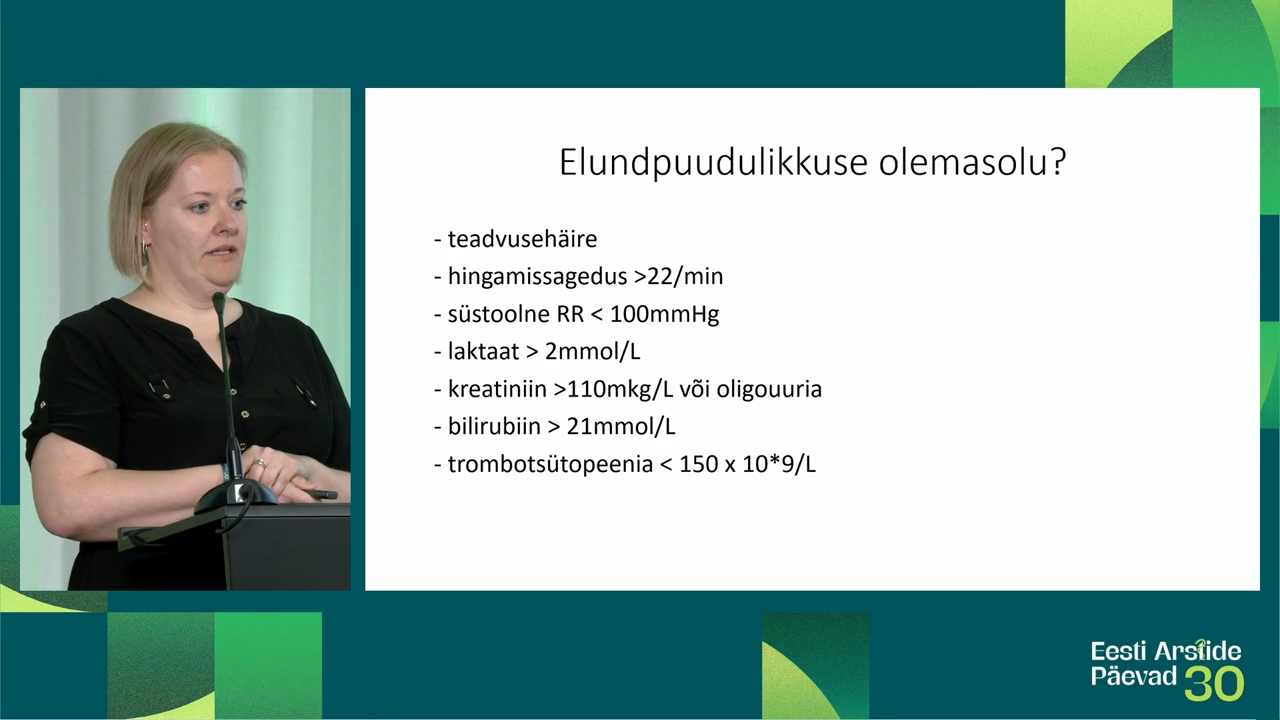 Elundpuudulikkuse olemasolu?
- teadvusehäire
- hingamissagedus >22/min
- süstoolne RR < 100mmHg
- laktaat > 2mmol/L
- kreatiniin >110mkg/L või oligouuria
- bilirubiin > 21mmol/L
- trombotsütopeenia < 150 x 10*9/L
Eesti Arstide
Päevad 30